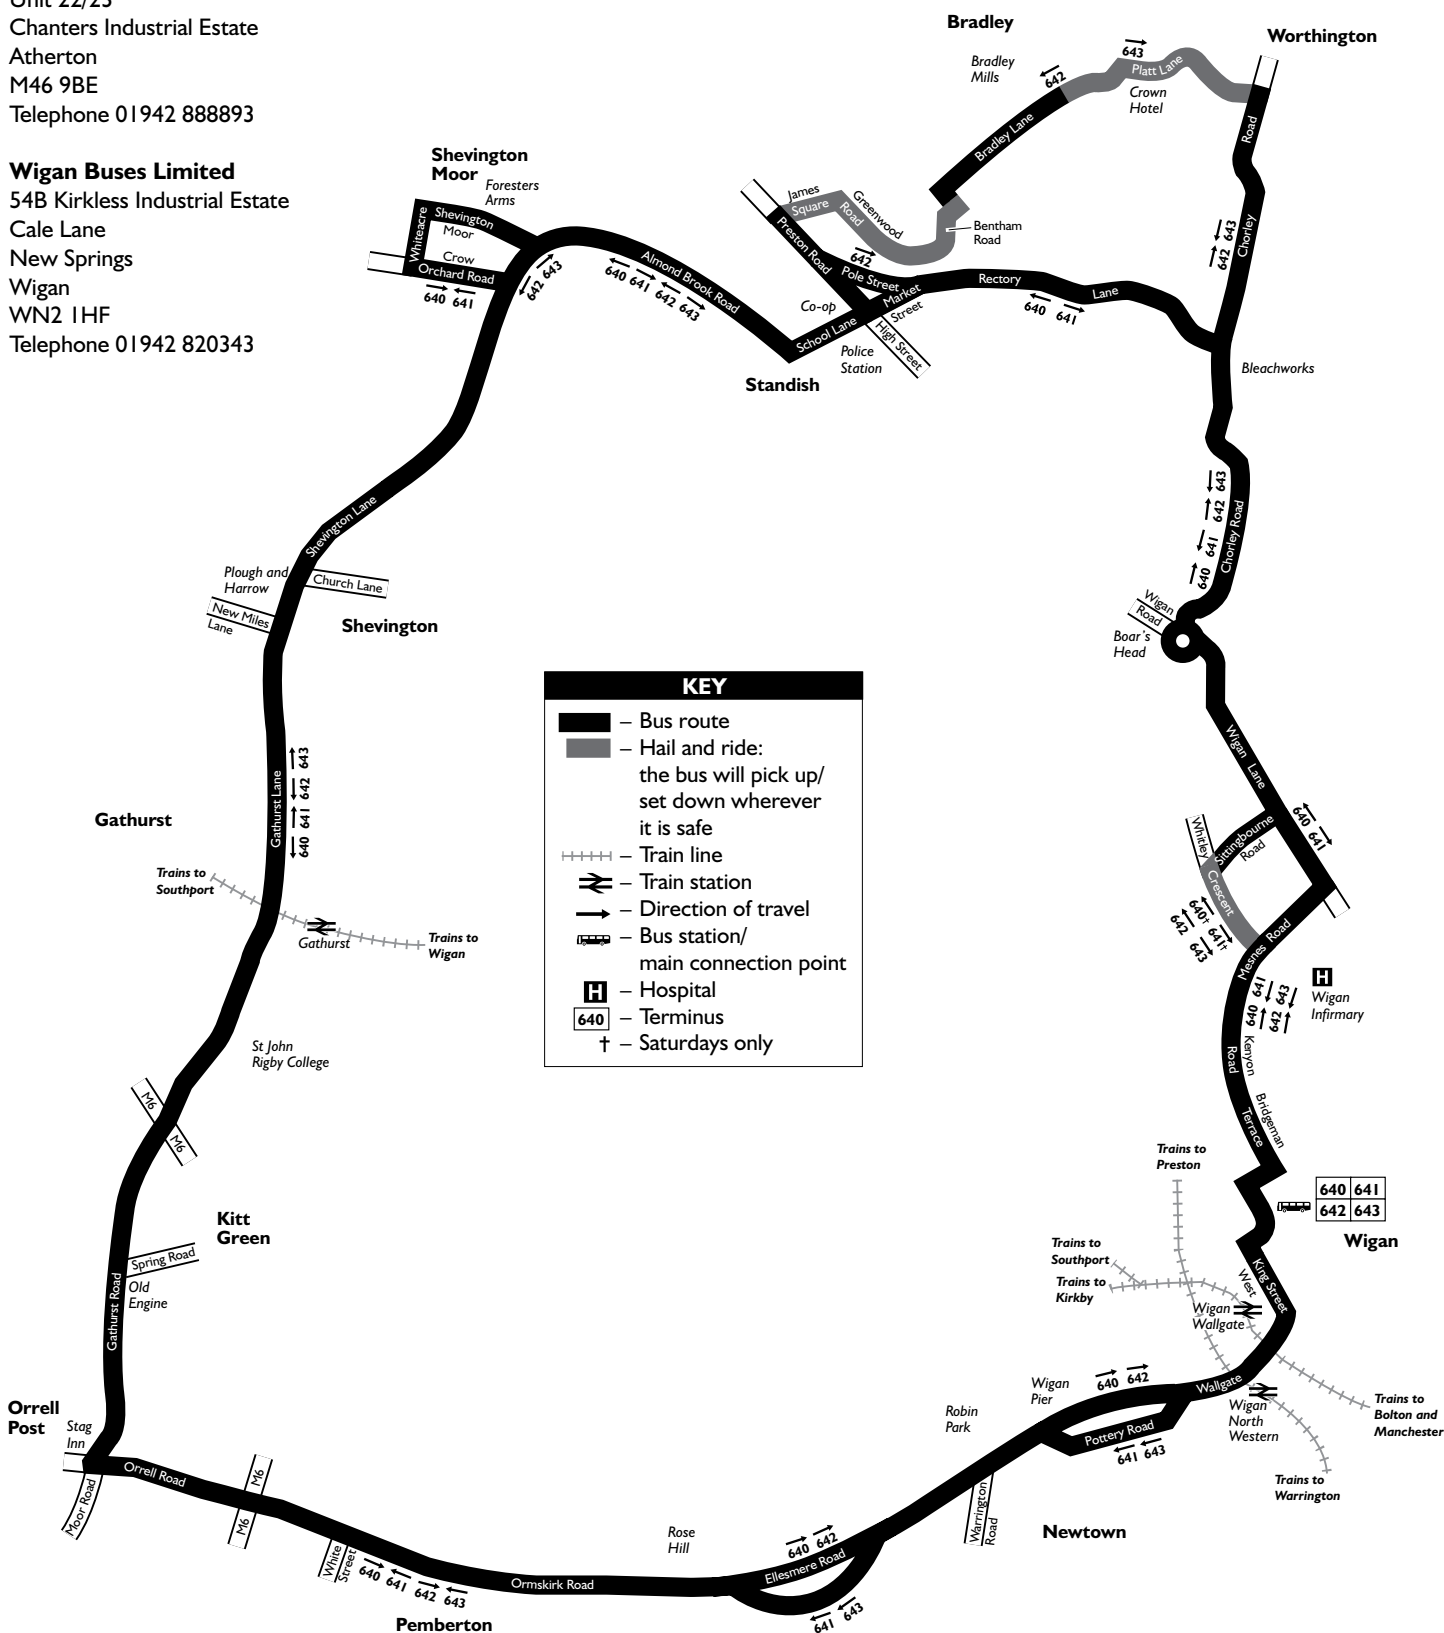 Unit 22/23
Chanters Industrial Estate
Atherton
M46 9BE
Telephone 01942 888893
Wigan Buses Limited
54B Kirkless Industrial Estate
Cale Lane
New Springs
Wigan
WN2 1HF
Telephone 01942 820343
Bradley
Worthington
Bradley
Mills
642
643
Platt Lane
Crown
Hotel
Bradley Lane
Road
Chorley
642 643
Shevington
Moor
Foresters
Arms
Whiteacre
Shevington
Moor
Crow
Orchard Road
640 641
642 643
Almond Brook Road
640 641 642 643
James
Square
Greenwood
Road
Bentham
Road
Preston Road
642
Pole Street
Market
Street
Rectory
Lane
640 641
Co-op
School Lane
High Street
Police
Station
Standish
Bleachworks
640 641 642 643
Chorley Road
Shevington Lane
Plough and
Harrow
Church Lane
New Miles
Lane
Shevington
Wigan
Road
Boar's
Head
KEY
– Bus route
– Hail and ride:
the bus will pick up/
set down wherever
it is safe
– Train line
– Train station
– Direction of travel
– Bus station/
main connection point
H – Hospital
640 – Terminus
† – Saturdays only
Wigan Lane
640 641
Whitley
Crescent
Sittingbourne
Road
640† 641†
642 643
Mesnes Road
H
Wigan
Infirmary
640 641
642 643
Kenyon
Road
Bridgeman
Terrace
Gathurst Lane
640 641 642 643
Gathurst
Trains to
Southport
Gathurst
Trains to
Wigan
St John
Rigby College
M6
M6
Kitt
Green
Spring Road
Old
Engine
Gathurst Road
Trains to
Preston
640 641
642 643
Wigan
Trains to
Southport
Trains to
Kirkby
King Street
West
Wigan
Wallgate
Wallgate
Wigan
North
Western
Trains to
Bolton and
Manchester
Trains to
Warrington
Orrell
Post
Stag
Inn
Moor Road
Orrell Road
M6
M6
White
Street
640 641 642 643
Pemberton
Ormskirk Road
Rose
Hill
640 642
Ellesmere Road
641 643
Robin
Park
Wigan
Pier
640 642
Pottery Road
641 643
Warrington
Road
Newtown